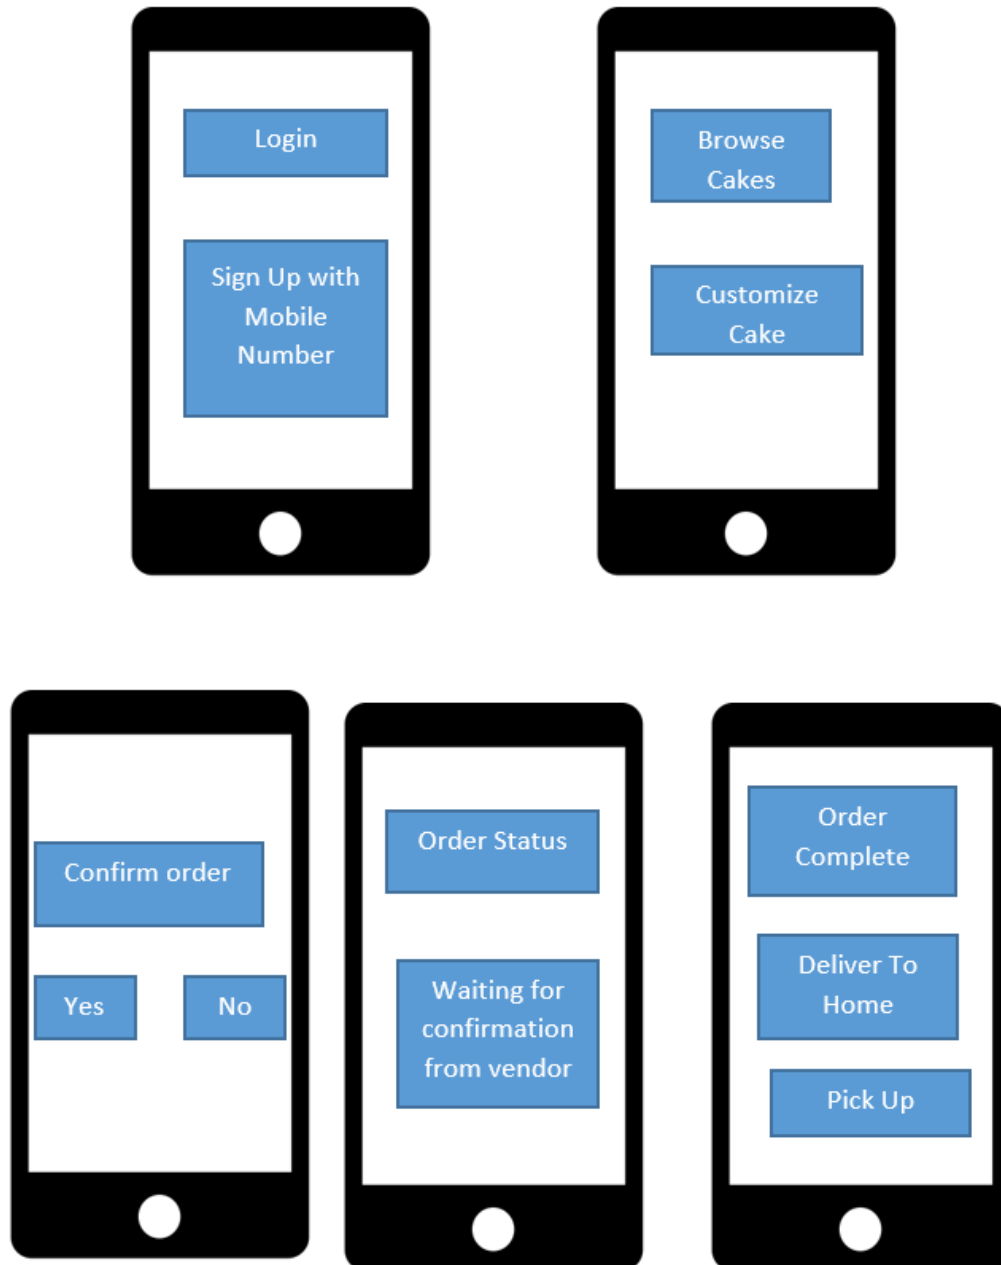 Login
Sign Up with
Mobile
Number
Browse
Cakes
Customize
Cake
Confirm order
Yes
No
Order Status
Waiting for
confirmation
from vendor
Order
Complete
Deliver To
Home
Pick Up